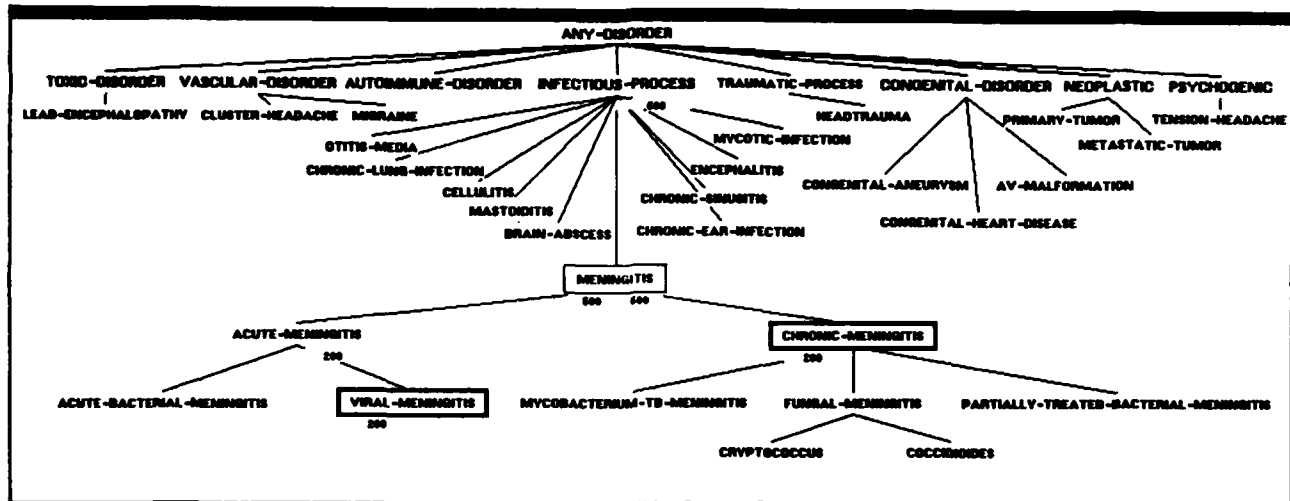 ANY-DISORDER
TOXIC-DISORDER VASCULAR-DISORDER AUTOIMMUNE-DISORDER INFECTIOUS-PROCESS TRAUMATIC-PROCESS CONGENITAL-DISORDER NEOPLASTIC PSYCHOGENIC
LEAD-ENCEPHALOPATHY CLUSTER-HEADACHE MIGRAINE 600 HEADTRAUMA PRIMARY-TUMOR TENSION-HEADACHE
OTITIS-MEDIA MYCOTIC-INFECTION METASTATIC-TUMOR
CHRONIC-LUNG-INFECTION ENCEPHALITIS
CELLULITIS CHRONIC-SINUSITIS CONGENITAL-ANEURYSM AV-MALFORMATION
MASTOIDITIS
BRAIN-ABSCESS CHRONIC-EAR-INFECTION CONGENITAL-HEART-DISEASE
MENINGITIS
500 600
ACUTE-MENINGITIS CHRONIC-MENINGITIS
200 200
ACUTE-BACTERIAL-MENINGITIS VIRAL-MENINGITIS MYCOBACTERIUM-TB-MENINGITIS FUNGAL-MENINGITIS PARTIALLY-TREATED-BACTERIAL-MENINGITIS
200
CRYPTOCOCCUS COCCIDIOIDES